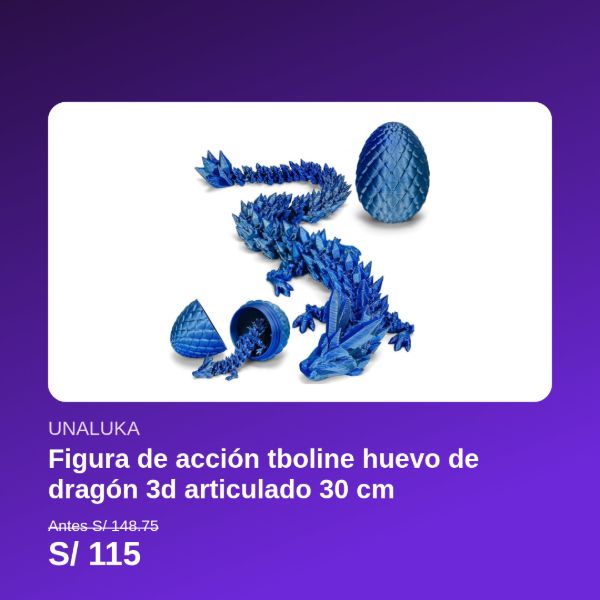 UNALUKA
Figura de acción tboline huevo de
dragón 3d articulado 30 cm
Antes S/ 148.75
S/ 115